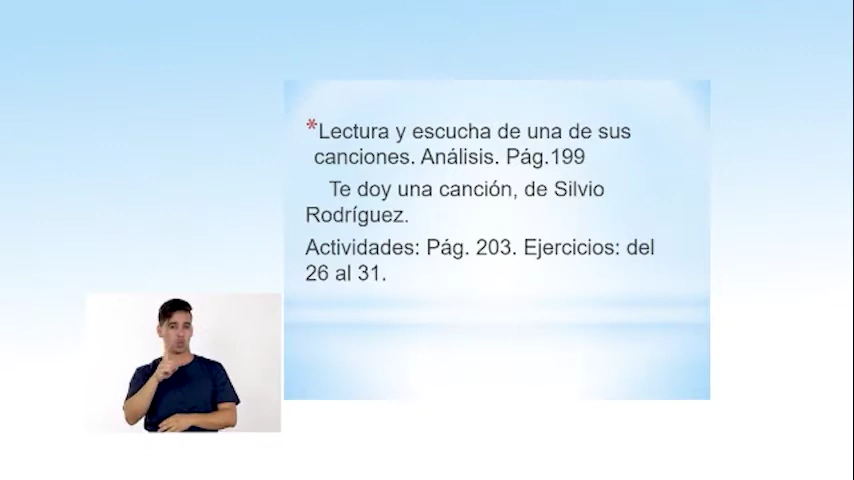 *Lectura y escucha de una de sus
canciones. Análisis. Pág.199
Te doy una canción, de Silvio
Rodríguez.
Actividades: Pág. 203. Ejercicios: del
26 al 31.